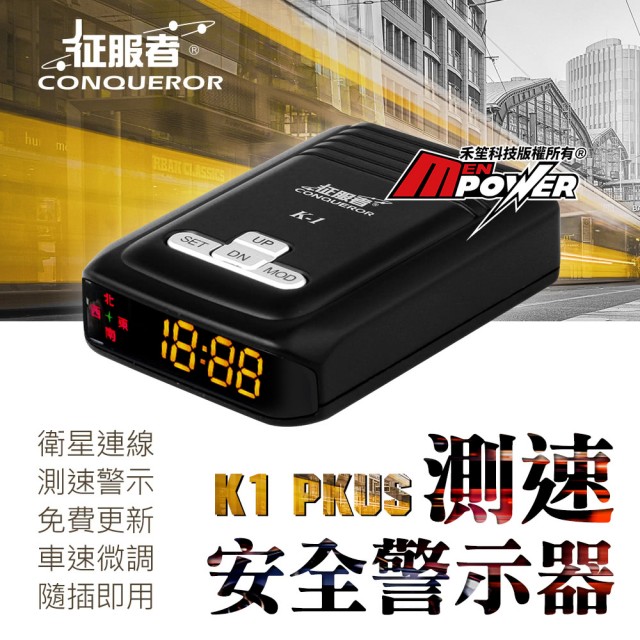 征服者®
CONQUEROR
禾笙科技版權所有®
MEN
POWER
征服者®
CONQUEROR
K-1
UP
SET
DN
MOD
北
西
東
南
18:88
衛星連線
測速警示
免費更新
車速微調
隨插即用
K1 PKUS 測速
安全警示器